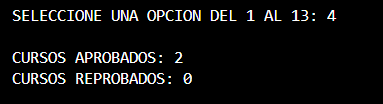 SELECCIONE UNA OPCION DEL 1 AL 13: 4
CURSOS APROBADOS: 2
CURSOS REPROBADOS: 0